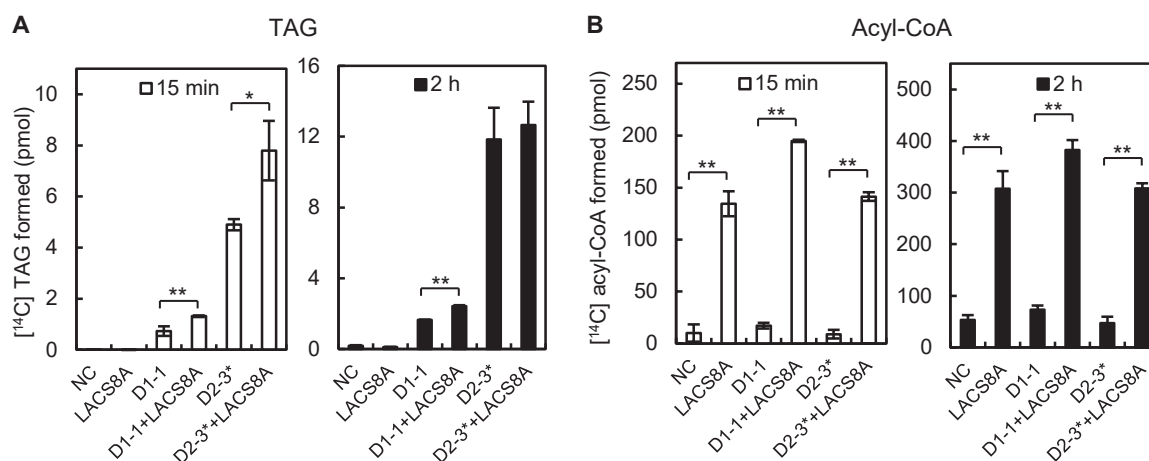 A TAG
[¹⁴C] TAG formed (pmol)
10
8
6
4
2
0
15 min
*
**
NC
LACS8A
D1-1
D1-1+LACS8A
D2-3*
D2-3*+LACS8A
16
12
8
4
0
2 h
**
NC
LACS8A
D1-1
D1-1+LACS8A
D2-3*
D2-3*+LACS8A
B Acyl-CoA
[¹⁴C] acyl-CoA formed (pmol)
250
200
150
100
50
0
15 min
**
**
**
NC
LACS8A
D1-1
D1-1+LACS8A
D2-3*
D2-3*+LACS8A
500
400
300
200
100
0
2 h
**
**
**
NC
LACS8A
D1-1
D1-1+LACS8A
D2-3*
D2-3*+LACS8A